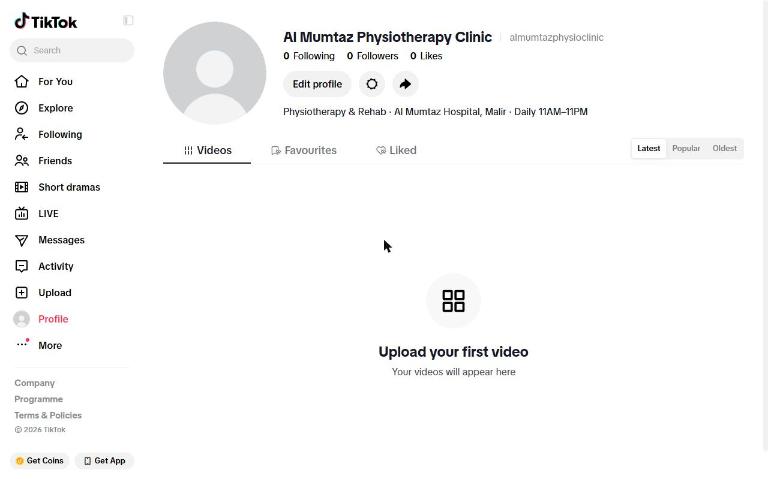 TikTok
Search
For You
Explore
Following
Friends
Short dramas
LIVE
Messages
Activity
Upload
Profile
More
Company
Programme
Terms & Policies
© 2026 TikTok
Get Coins
Get App
Al Mumtaz Physiotherapy Clinic
almumtazphysioclinic
0 Following 0 Followers 0 Likes
Edit profile
Physiotherapy & Rehab · Al Mumtaz Hospital, Malir · Daily 11AM–11PM
Videos Favourites Liked
Latest Popular Oldest
Upload your first video
Your videos will appear here